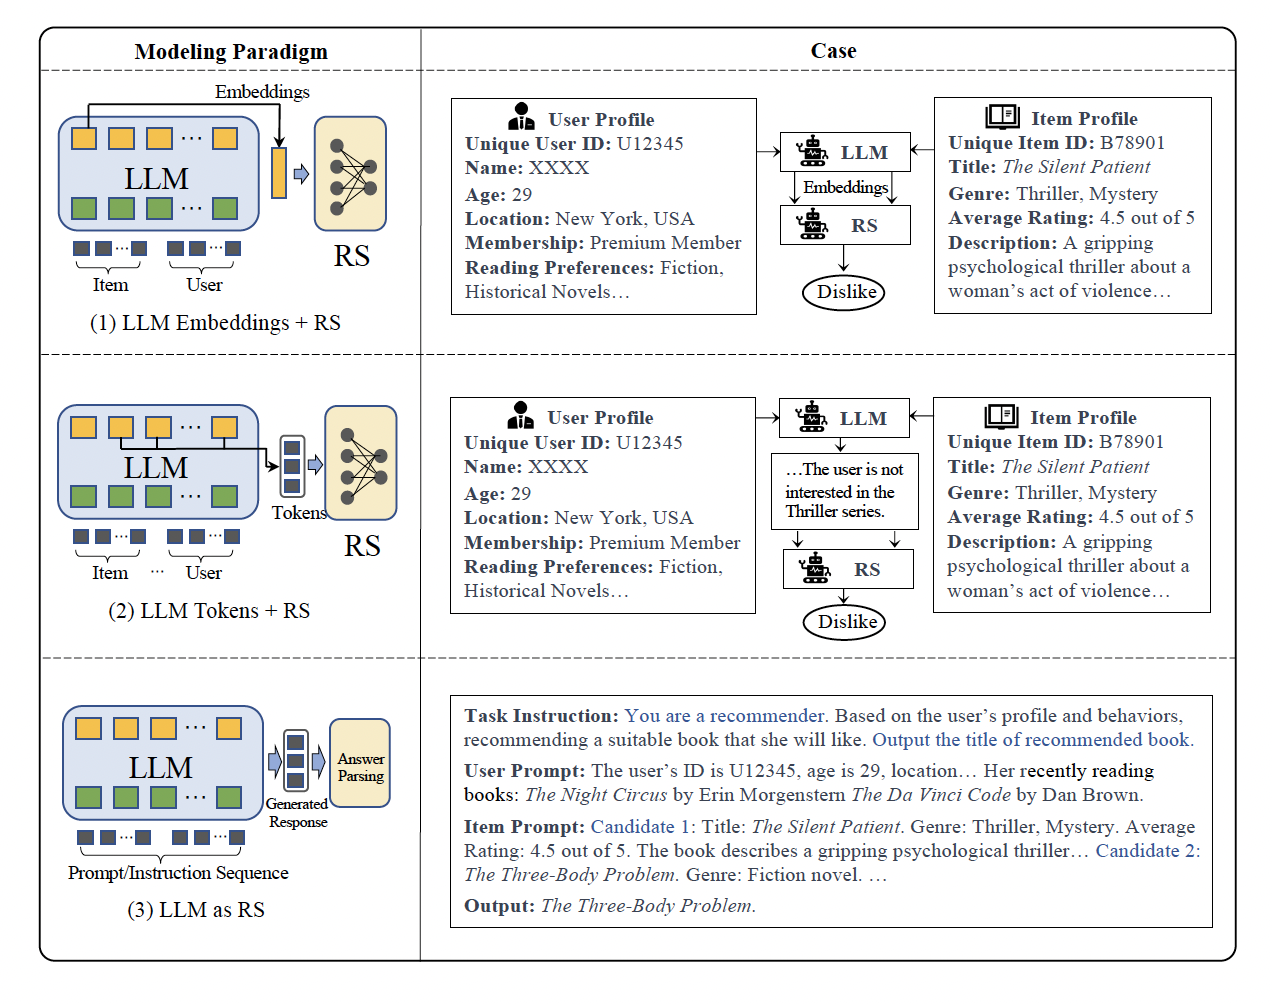 Modeling Paradigm
Case
Embeddings
LLM
Item
User
RS
(1) LLM Embeddings + RS
User Profile
Unique User ID: U12345
Name: XXXX
Age: 29
Location: New York, USA
Membership: Premium Member
Reading Preferences: Fiction,
Historical Novels…
LLM
Embeddings
RS
Dislike
Item Profile
Unique Item ID: B78901
Title: The Silent Patient
Genre: Thriller, Mystery
Average Rating: 4.5 out of 5
Description: A gripping
psychological thriller about a
woman's act of violence…
LLM
Tokens
Item
...
User
RS
(2) LLM Tokens + RS
User Profile
Unique User ID: U12345
Name: XXXX
Age: 29
Location: New York, USA
Membership: Premium Member
Reading Preferences: Fiction,
Historical Novels…
LLM
…The user is not
interested in the
Thriller series.
RS
Dislike
Item Profile
Unique Item ID: B78901
Title: The Silent Patient
Genre: Thriller, Mystery
Average Rating: 4.5 out of 5
Description: A gripping
psychological thriller about a
woman's act of violence…
LLM
Generated
Response
Answer
Parsing
Prompt/Instruction Sequence
(3) LLM as RS
Task Instruction: You are a recommender. Based on the user's profile and behaviors,
recommending a suitable book that she will like. Output the title of recommended book.
User Prompt: The user's ID is U12345, age is 29, location… Her recently reading
books: The Night Circus by Erin Morgenstern The Da Vinci Code by Dan Brown.
Item Prompt: Candidate 1: Title: The Silent Patient. Genre: Thriller, Mystery. Average
Rating: 4.5 out of 5. The book describes a gripping psychological thriller… Candidate 2:
The Three-Body Problem. Genre: Fiction novel. …
Output: The Three-Body Problem.